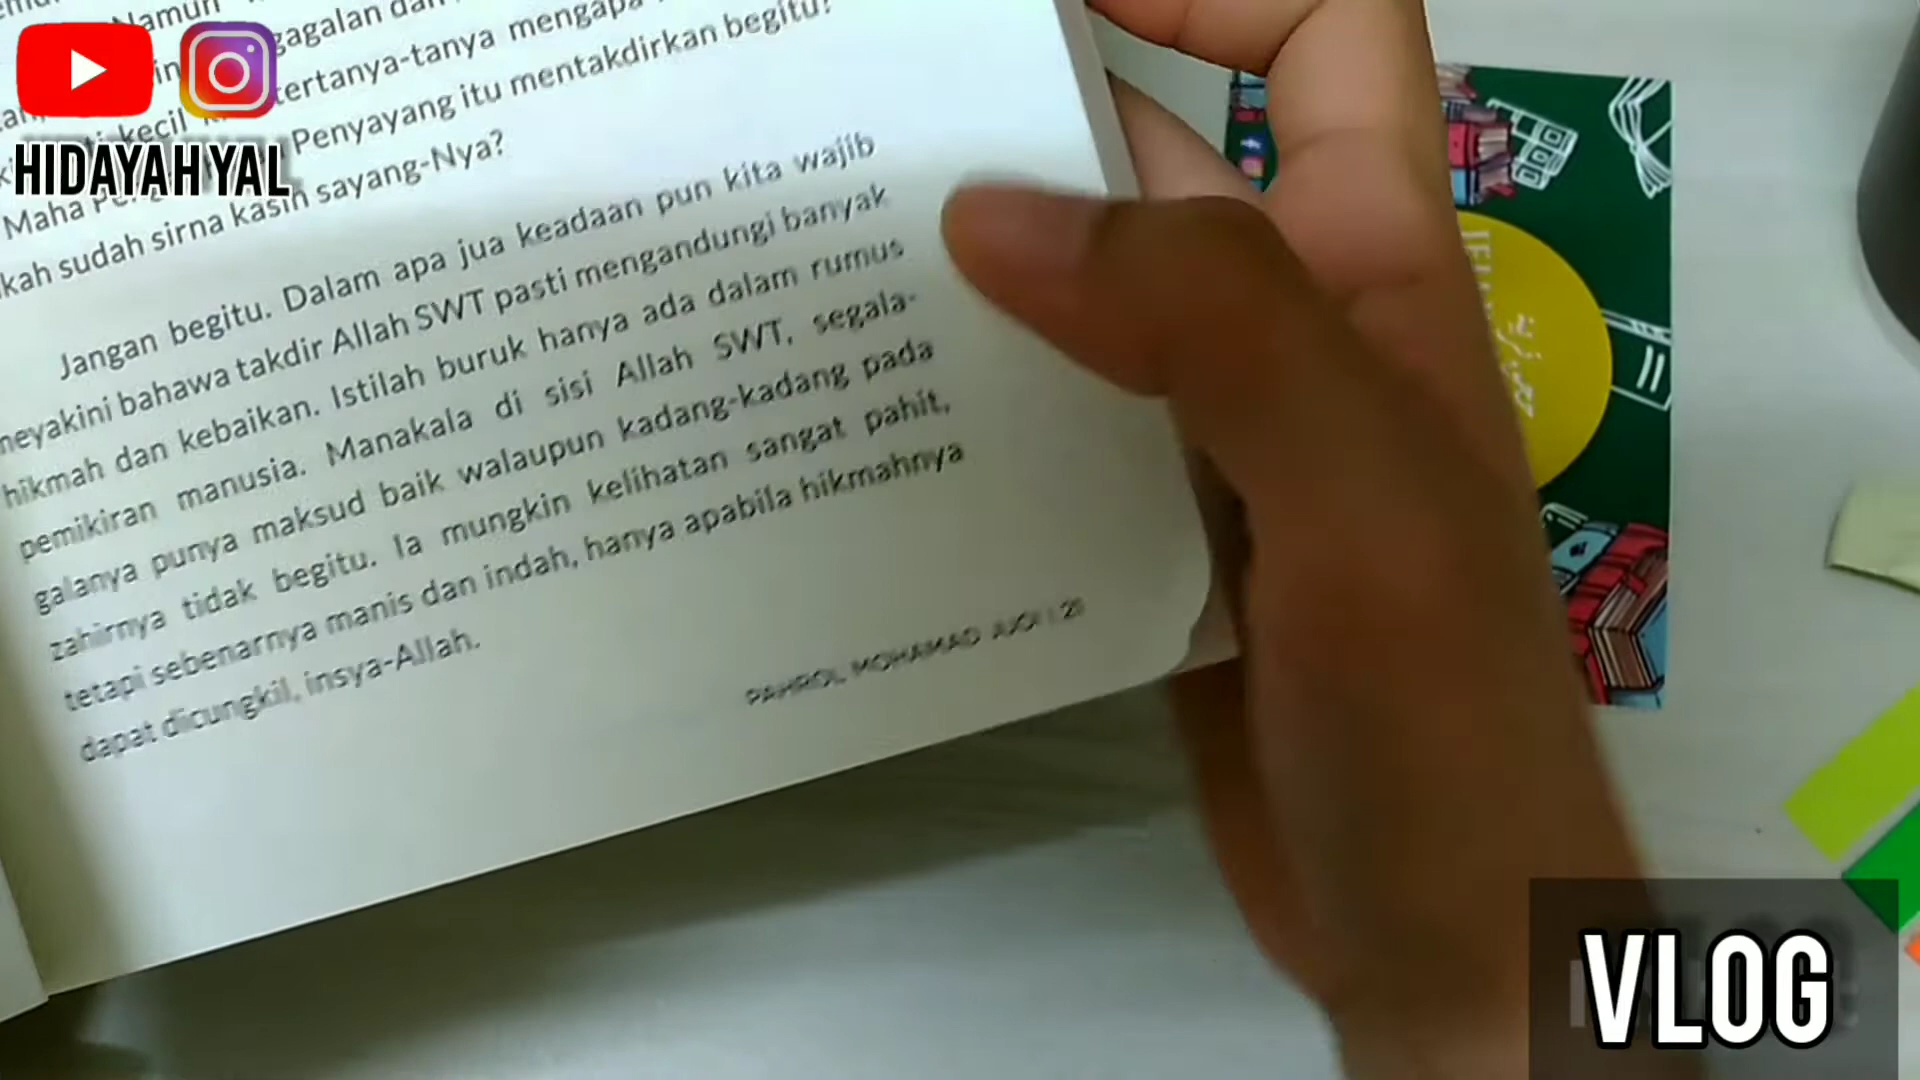 Namun
gagalan dan
tertanya-tanya mengapa
kecil
Penyayang itu mentakdirkan begitu?
Maha
kah sudah sirna kasih sayang-Nya?
Jangan begitu. Dalam apa jua keadaan pun kita wajib
meyakini bahawa takdir Allah SWT pasti mengandungi banyak
hikmah dan kebaikan. Istilah buruk hanya ada dalam rumus
pemikiran manusia. Manakala di sisi Allah SWT, segala-
galanya punya maksud baik walaupun kadang-kadang pada
zahirnya tidak begitu. Ia mungkin kelihatan sangat pahit,
tetapi sebenarnya manis dan indah, hanya apabila hikmahnya
dapat dicungkil, insya-Allah.
PAHROL MOHAMAD JUOI | 21
HIDAYAH YAL
VLOG